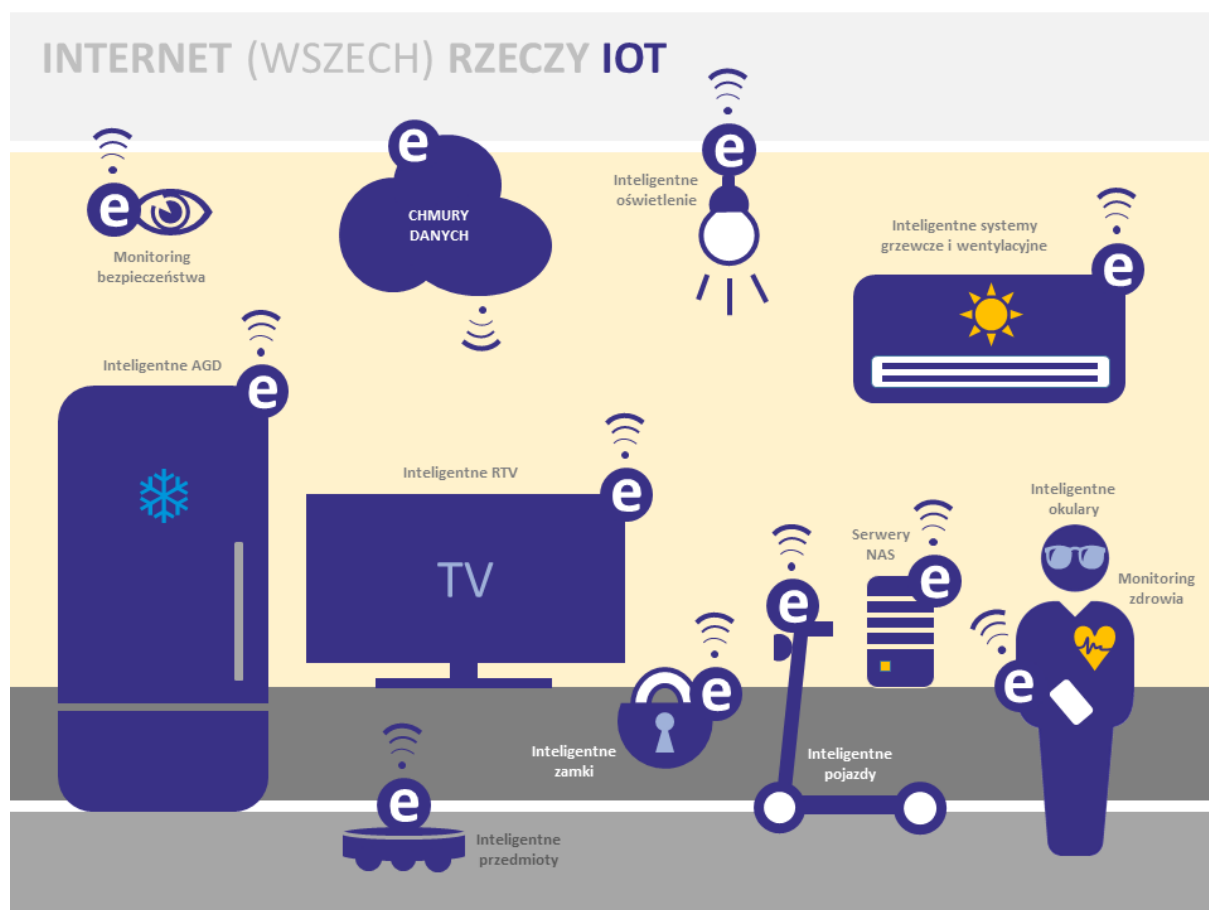 INTERNET (WSZECH) RZECZY IOT
e
e
e
Monitoring
bezpieczeństwa
CHMURY
DANYCH
Inteligentne
oświetlenie
Inteligentne systemy
grzewcze i wentylacyjne
e
Inteligentne AGD
e
Inteligentne RTV
e
TV
Serwery
NAS
e
Inteligentne
okulary
Monitoring
zdrowia
e
e
e
Inteligentne
zamki
Inteligentne
pojazdy
e
Inteligentne
przedmioty